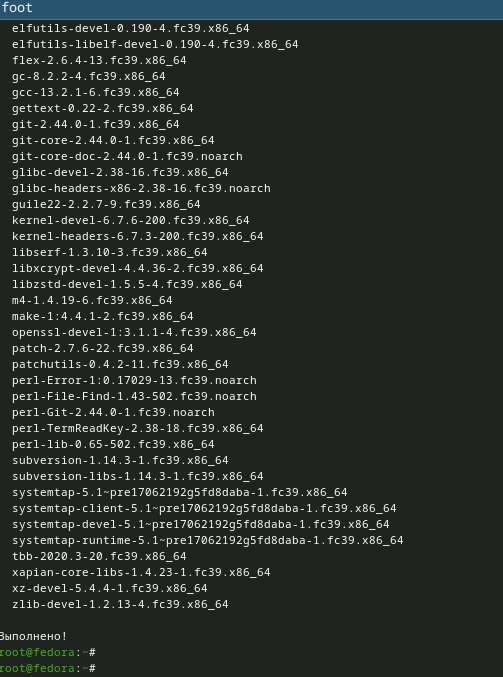 foot
elfutils-devel-0.190-4.fc39.x86_64
elfutils-libelf-devel-0.190-4.fc39.x86_64
flex-2.6.4-13.fc39.x86_64
gc-8.2.2-4.fc39.x86_64
gcc-13.2.1-6.fc39.x86_64
gettext-0.22-2.fc39.x86_64
git-2.44.0-1.fc39.x86_64
git-core-2.44.0-1.fc39.x86_64
git-core-doc-2.44.0-1.fc39.noarch
glibc-devel-2.38-16.fc39.x86_64
glibc-headers-x86-2.38-16.fc39.noarch
guile22-2.2.7-9.fc39.x86_64
kernel-devel-6.7.6-200.fc39.x86_64
kernel-headers-6.7.3-200.fc39.x86_64
libserf-1.3.10-3.fc39.x86_64
libxcrypt-devel-4.4.36-2.fc39.x86_64
libzstd-devel-1.5.5-4.fc39.x86_64
m4-1.4.19-6.fc39.x86_64
make-1:4.4.1-2.fc39.x86_64
openssl-devel-1:3.1.1-4.fc39.x86_64
patch-2.7.6-22.fc39.x86_64
patchutils-0.4.2-11.fc39.x86_64
perl-Error-1:0.17029-13.fc39.noarch
perl-File-Find-1.43-502.fc39.noarch
perl-Git-2.44.0-1.fc39.noarch
perl-TermReadKey-2.38-18.fc39.x86_64
perl-lib-0.65-502.fc39.x86_64
subversion-1.14.3-1.fc39.x86_64
subversion-libs-1.14.3-1.fc39.x86_64
systemtap-5.1~pre17062192g5fd8daba-1.fc39.x86_64
systemtap-client-5.1~pre17062192g5fd8daba-1.fc39.x86_64
systemtap-devel-5.1~pre17062192g5fd8daba-1.fc39.x86_64
systemtap-runtime-5.1~pre17062192g5fd8daba-1.fc39.x86_64
tbb-2020.3-20.fc39.x86_64
xapian-core-libs-1.4.23-1.fc39.x86_64
xz-devel-5.4.4-1.fc39.x86_64
zlib-devel-1.2.13-4.fc39.x86_64
Выполнено!
root@fedora:~#
root@fedora:~#